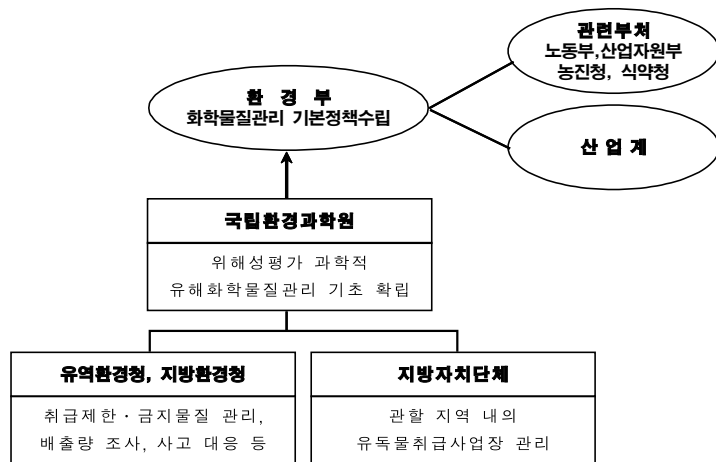 관련부처
노동부,산업자원부
농진청, 식약청
환 경 부
화학물질관리 기본정책수립
산 업 계
국립환경과학원
위해성평가 과학적
유해화학물질관리 기초 확립
유역환경청, 지방환경청
취급제한·금지물질 관리,
배출량 조사, 사고 대응 등
지방자치단체
관할 지역 내의
유독물취급사업장 관리